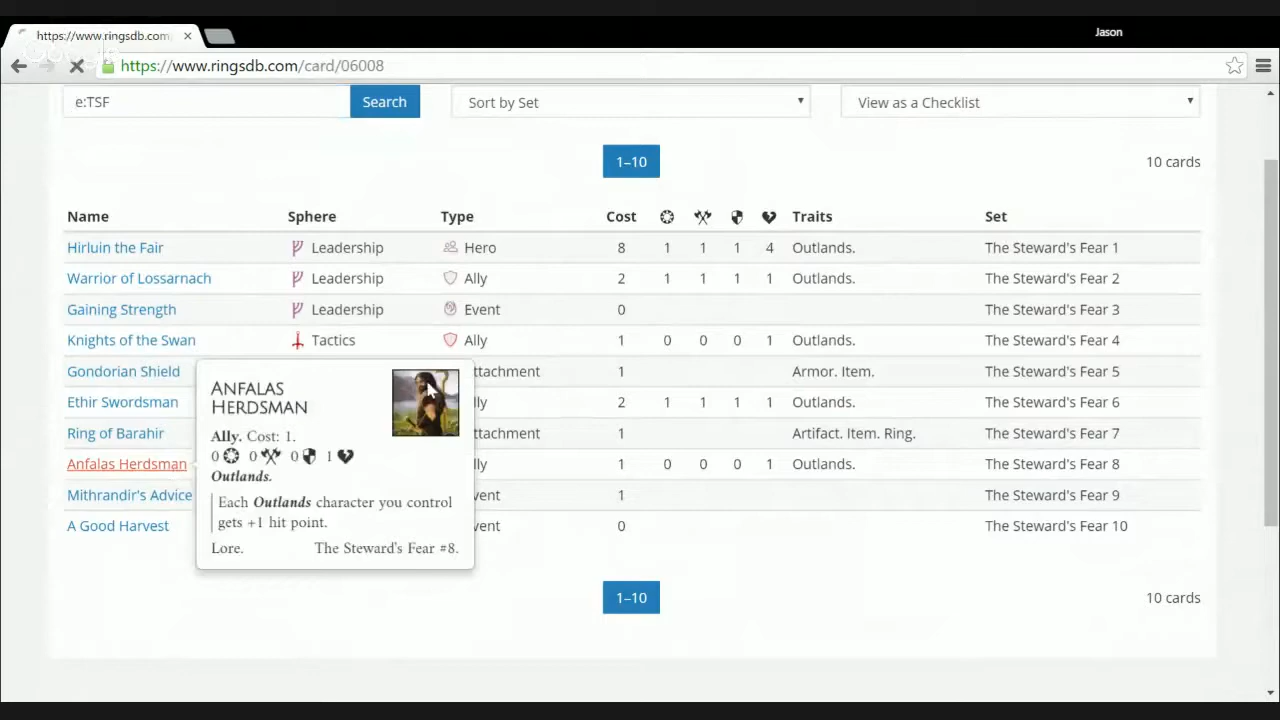 Jason
https://www.ringsdb.com
https://www.ringsdb.com/card/06008
e:TSF Search Sort by Set View as a Checklist
1–10 10 cards
Name Sphere Type Cost Traits Set
Hirluin the Fair Leadership Hero 8 1 1 1 4 Outlands. The Steward's Fear 1
Warrior of Lossarnach Leadership Ally 2 1 1 1 1 Outlands. The Steward's Fear 2
Gaining Strength Leadership Event 0 The Steward's Fear 3
Knights of the Swan Tactics Ally 1 0 0 0 1 Outlands. The Steward's Fear 4
Gondorian Shield ttachment 1 Armor. Item. The Steward's Fear 5
Ethir Swordsman lly 2 1 1 1 1 Outlands. The Steward's Fear 6
Ring of Barahir ttachment 1 Artifact. Item. Ring. The Steward's Fear 7
Anfalas Herdsman lly 1 0 0 0 1 Outlands. The Steward's Fear 8
Mithrandir's Advice vent 1 The Steward's Fear 9
A Good Harvest vent 0 The Steward's Fear 10
ANFALAS
HERDSMAN
Ally. Cost: 1.
0 0 0 1
Outlands.
Each Outlands character you control
gets +1 hit point.
Lore. The Steward's Fear #8.
1–10 10 cards